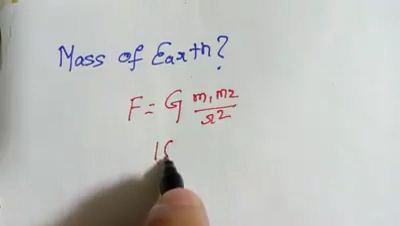 Mass of Earth?
F = G m₁m₂/r²